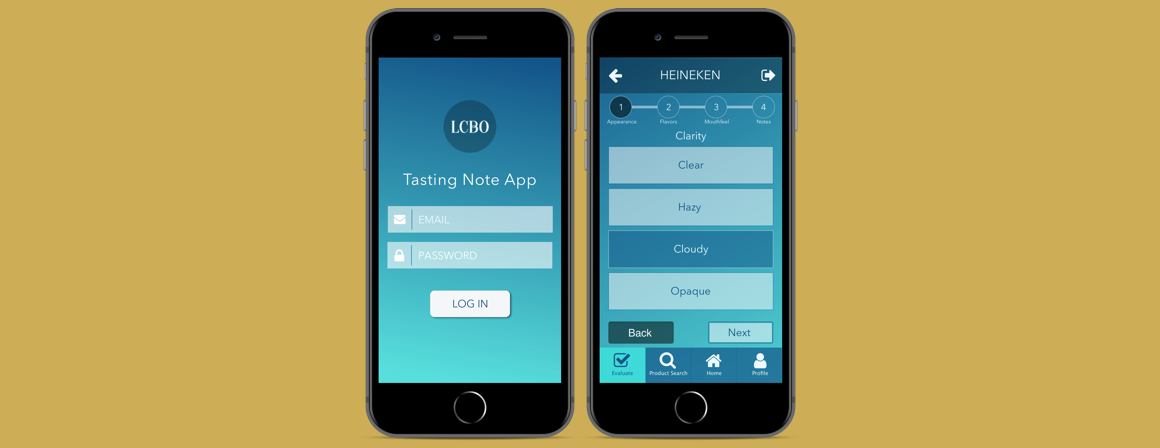 LCBO
Tasting Note App
EMAIL
PASSWORD
LOG IN
HEINEKEN
1 2 3 4
Appearance Flavors Mouthfeel Notes
Clarity
Clear
Hazy
Cloudy
Opaque
Back Next
Evaluate Product Search Home Profile